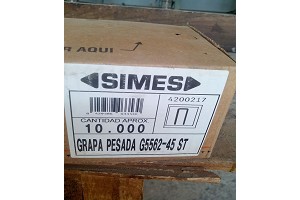 R AQUI
SIMES
4200217
CANTIDAD APROX
10.000
GRAPA PESADA G5562-45 ST